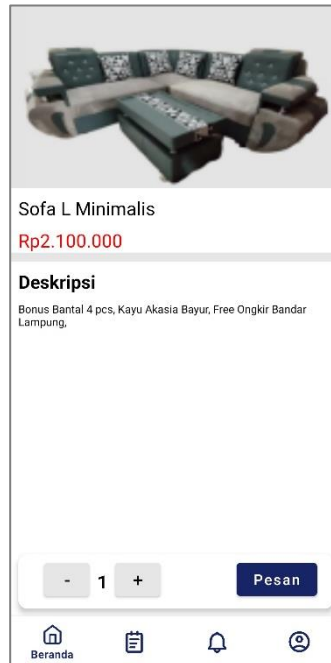 Sofa L Minimalis
Rp2.100.000
Deskripsi
Bonus Bantal 4 pcs, Kayu Akasia Bayur, Free Ongkir Bandar
Lampung,
- 1 + Pesan
Beranda